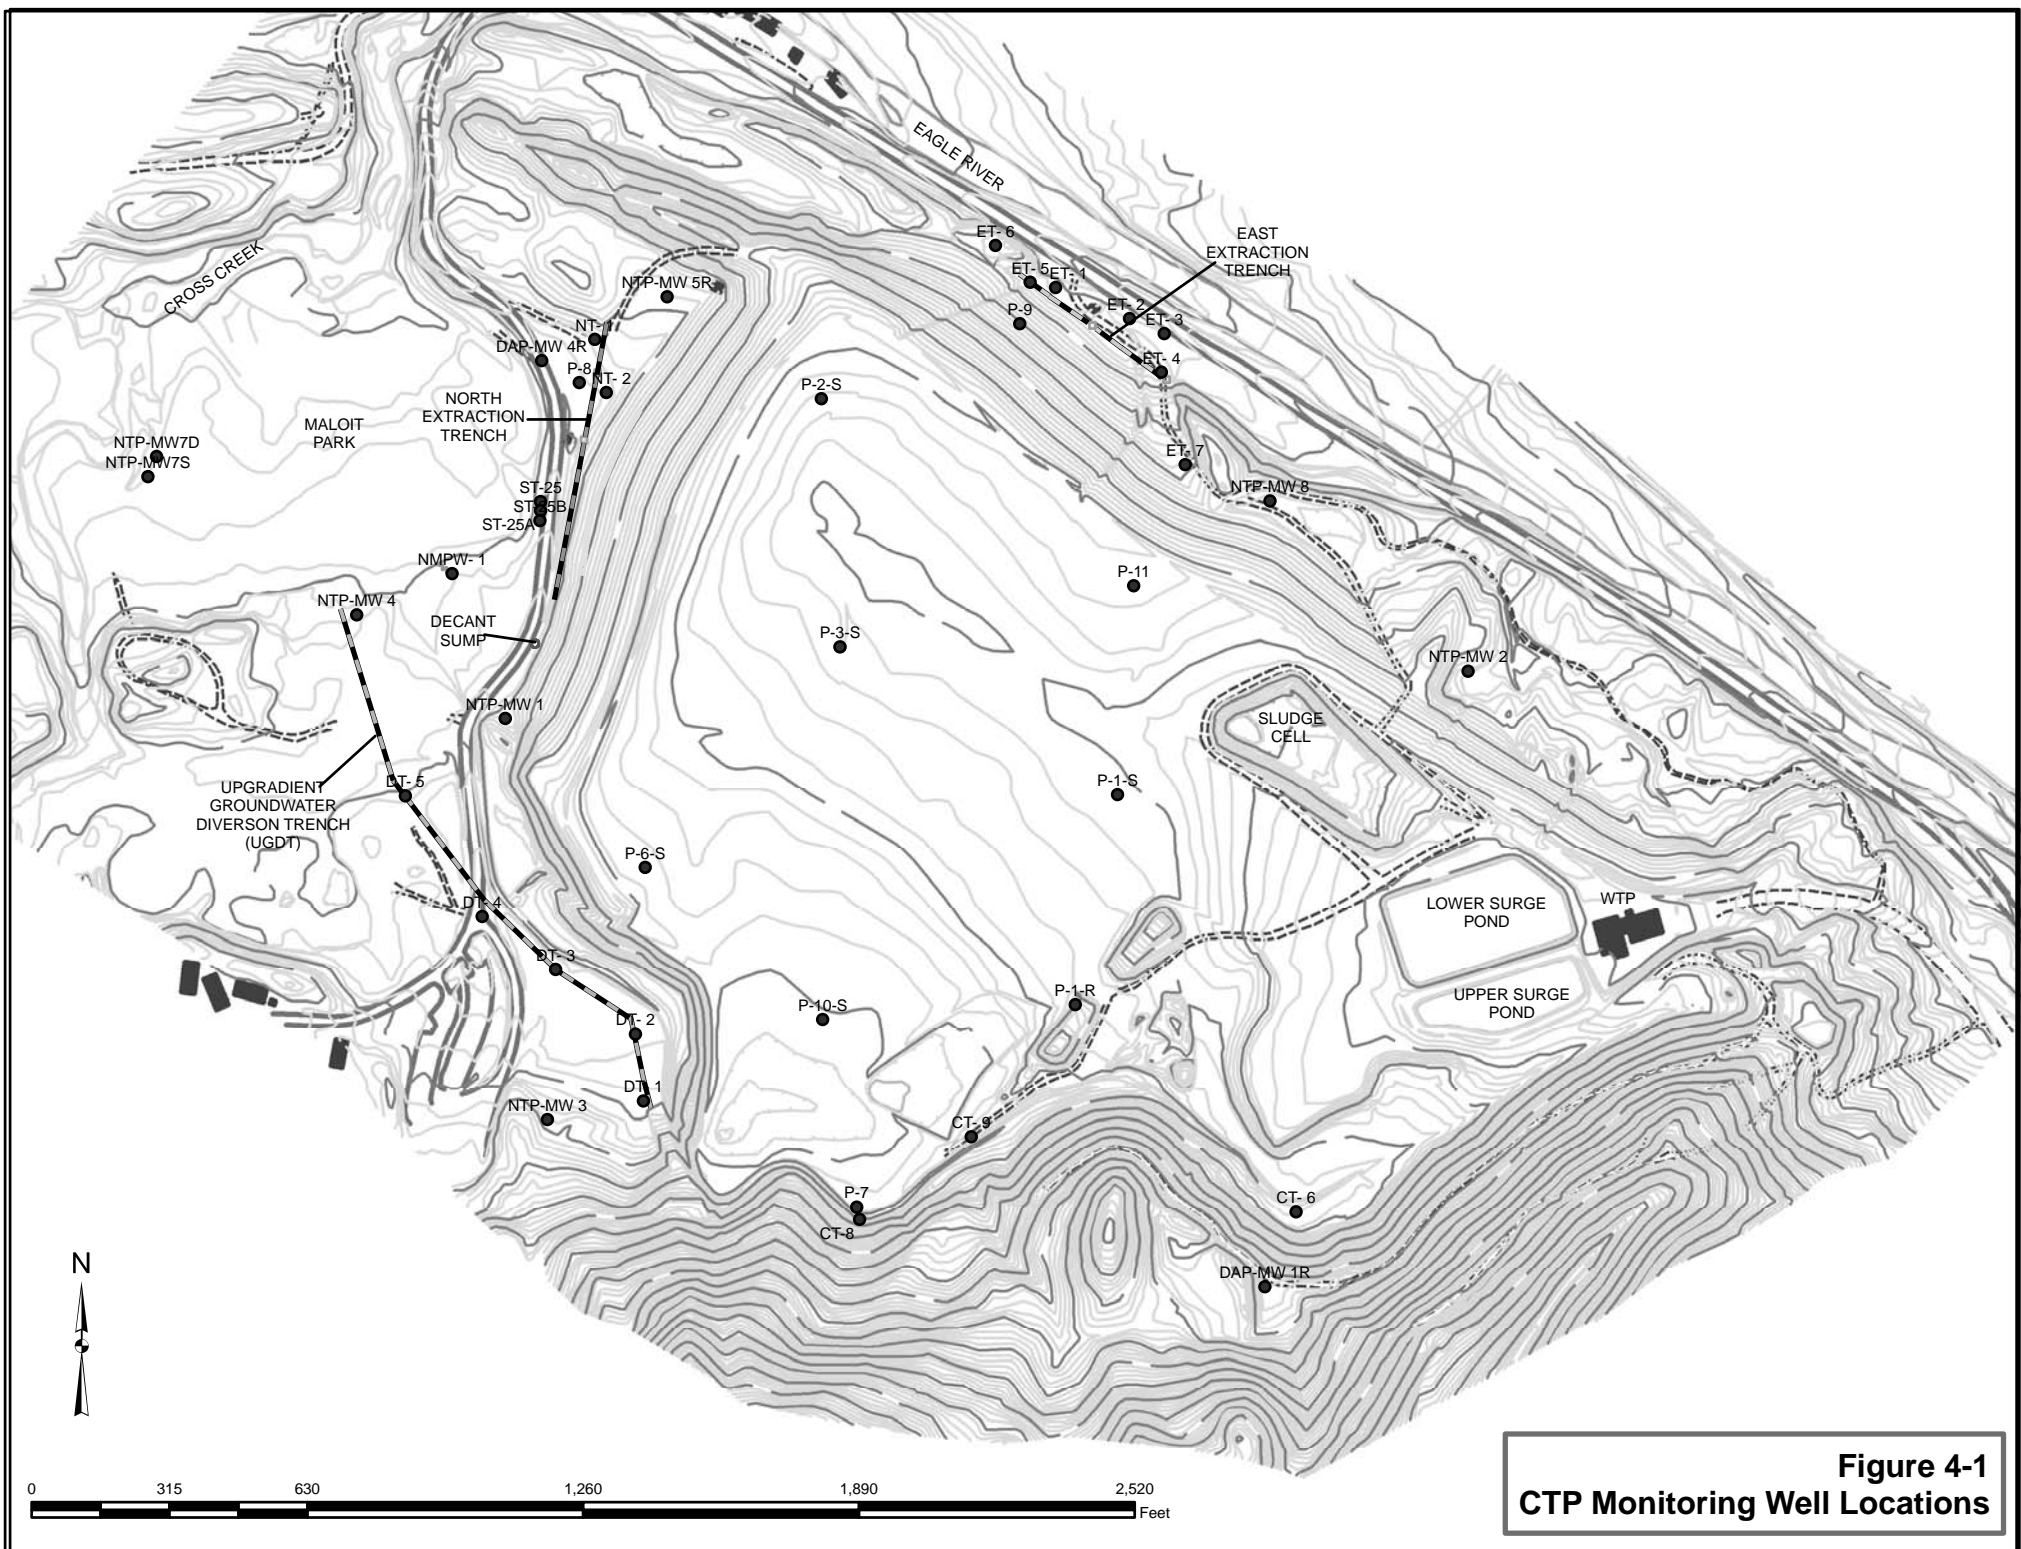 EAGLE RIVER
EAST
EXTRACTION
TRENCH
ET- 6
CROSS CREEK
ET- 5
ET- 1
NTP-MW 5R
P-9
ET- 2
ET- 3
NT- 1
DAP-MW 4R
ET- 4
P-8
NT- 2
P-2-S
NORTH
EXTRACTION
TRENCH
MALOIT
PARK
NTP-MW7D
NTP-MW7S
ET- 7
NTP-MW 8
ST-25
ST-25B
ST-25A
NMPW- 1
P-11
NTP-MW 4
DECANT
SUMP
P-3-S
NTP-MW 2
NTP-MW 1
SLUDGE
CELL
DT- 5
UPGRADIENT
GROUNDWATER
DIVERSON TRENCH
(UGDT)
P-1-S
P-6-S
DT- 4
LOWER SURGE
POND
WTP
DT- 3
P-10-S
P-1-R
UPPER SURGE
POND
DT- 2
DT- 1
NTP-MW 3
CT- 9
P-7
CT-8
CT- 6
DAP-MW 1R
N
0 315 630 1,260 1,890 2,520
Feet
Figure 4-1
CTP Monitoring Well Locations